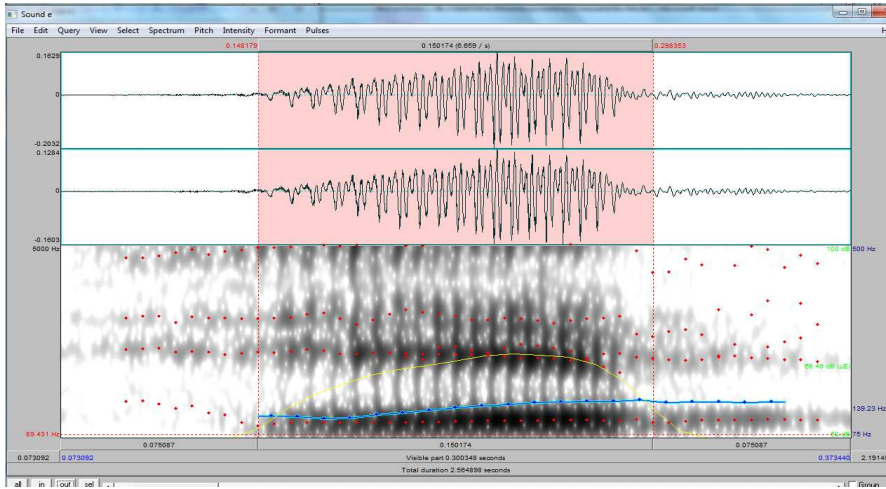 Sound e
File Edit Query View Select Spectrum Pitch Intensity Formant Pulses H
0.148179 0.150174 (6.659 / s) 0.298353
0.1629
0
-0.2032
0.1284
0
-0.1603
5000 Hz 100 dB 500 Hz
139.23 Hz
89.431 Hz 75 Hz
0.075087 0.150174 0.075087
0.073092 0.073092 Visible part 0.300348 seconds 0.373440
Total duration 2.564898 seconds
all in out sel Group